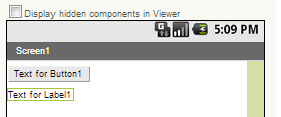 Display hidden components in Viewer
5:09 PM
Screen1
Text for Button1
Text for Label1